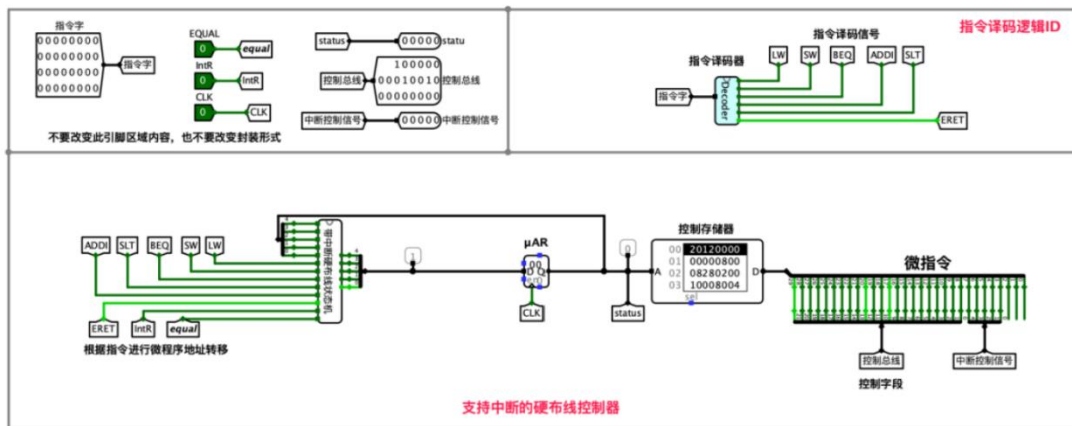 指令字
00000000
00000000
00000000
00000000
指令字
EQUAL
0
equal
IntR
0
IntR
CLK
0
CLK
status
00000
statu
控制总线
100000
00010010
00000000
控制总线
中断控制信号
00000
中断控制信号
不要改变此引脚区域内容，也不要改变封装形式
指令译码逻辑ID
指令译码信号
指令译码器
LW
SW
BEQ
ADDI
SLT
指令字
Decoder
ERET
ADDI
SLT
BEQ
SW
LW
带中断硬布线状态机
ERET
IntR
equal
根据指令进行微程序地址转移
1
μAR
00
D
Q
CLK
0
status
控制存储器
A
00 20120000
01 00000800
02 08280200
03 10008004
D
sel
微指令
控制总线
控制字段
中断控制信号
支持中断的硬布线控制器